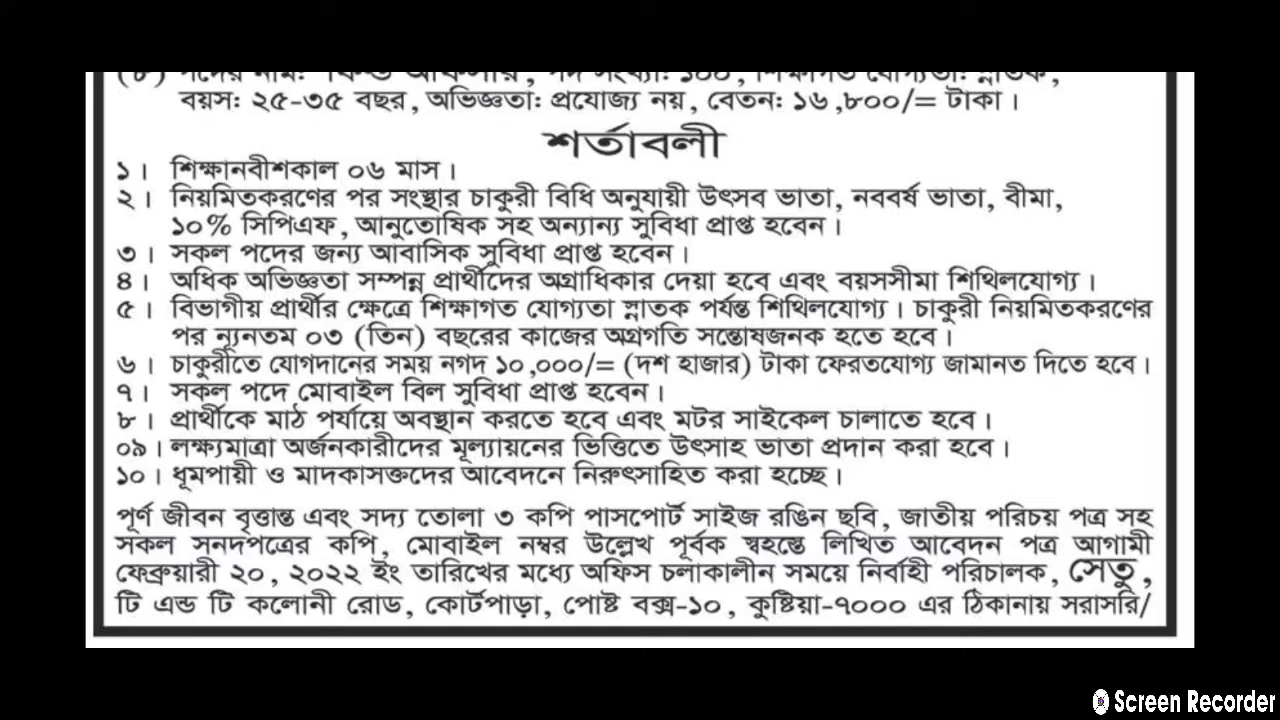 (৮) পদের নাম: ফিল্ড অফিসার, পদ সংখ্যা: ১০০, শিক্ষাগত যোগ্যতা: স্নাতক,
বয়স: ২৫-৩৫ বছর, অভিজ্ঞতা: প্রযোজ্য নয়, বেতন: ১৬,৮০০/= টাকা।
শর্তাবলী
১। শিক্ষানবীশকাল ০৬ মাস।
২। নিয়মিতকরণের পর সংস্থার চাকুরী বিধি অনুযায়ী উৎসব ভাতা, নববর্ষ ভাতা, বীমা,
১০% সিপিএফ, আনুতোষিক সহ অন্যান্য সুবিধা প্রাপ্ত হবেন।
৩। সকল পদের জন্য আবাসিক সুবিধা প্রাপ্ত হবেন।
৪। অধিক অভিজ্ঞতা সম্পন্ন প্রার্থীদের অগ্রাধিকার দেয়া হবে এবং বয়সসীমা শিথিলযোগ্য।
৫। বিভাগীয় প্রার্থীর ক্ষেত্রে শিক্ষাগত যোগ্যতা স্নাতক পর্যন্ত শিথিলযোগ্য। চাকুরী নিয়মিতকরণের
পর ন্যূনতম ০৩ (তিন) বছরের কাজের অগ্রগতি সন্তোষজনক হতে হবে।
৬। চাকুরীতে যোগদানের সময় নগদ ১০,০০০/= (দশ হাজার) টাকা ফেরতযোগ্য জামানত দিতে হবে।
৭। সকল পদে মোবাইল বিল সুবিধা প্রাপ্ত হবেন।
৮। প্রার্থীকে মাঠ পর্যায়ে অবস্থান করতে হবে এবং মটর সাইকেল চালাতে হবে।
০৯। লক্ষ্যমাত্রা অর্জনকারীদের মূল্যায়নের ভিত্তিতে উৎসাহ ভাতা প্রদান করা হবে।
১০। ধূমপায়ী ও মাদকাসক্তদের আবেদনে নিরুৎসাহিত করা হচ্ছে।
পূর্ণ জীবন বৃত্তান্ত এবং সদ্য তোলা ৩ কপি পাসপোর্ট সাইজ রঙিন ছবি, জাতীয় পরিচয় পত্র সহ
সকল সনদপত্রের কপি, মোবাইল নম্বর উল্লেখ পূর্বক স্বহস্তে লিখিত আবেদন পত্র আগামী
ফেব্রুয়ারী ২০, ২০২২ ইং তারিখের মধ্যে অফিস চলাকালীন সময়ে নির্বাহী পরিচালক, সেতু,
টি এন্ড টি কলোনী রোড, কোর্টপাড়া, পোষ্ট বক্স-১০, কুষ্টিয়া-৭০০০ এর ঠিকানায় সরাসরি/
Screen Recorder